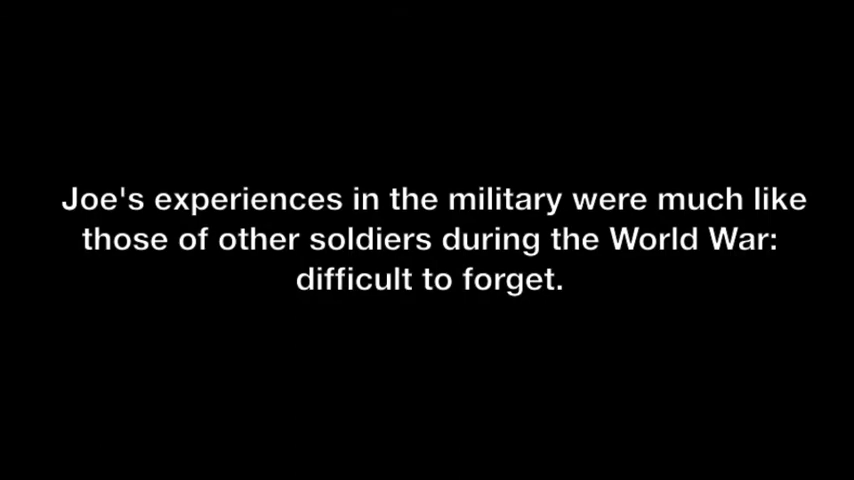 Joe's experiences in the military were much like
those of other soldiers during the World War:
difficult to forget.